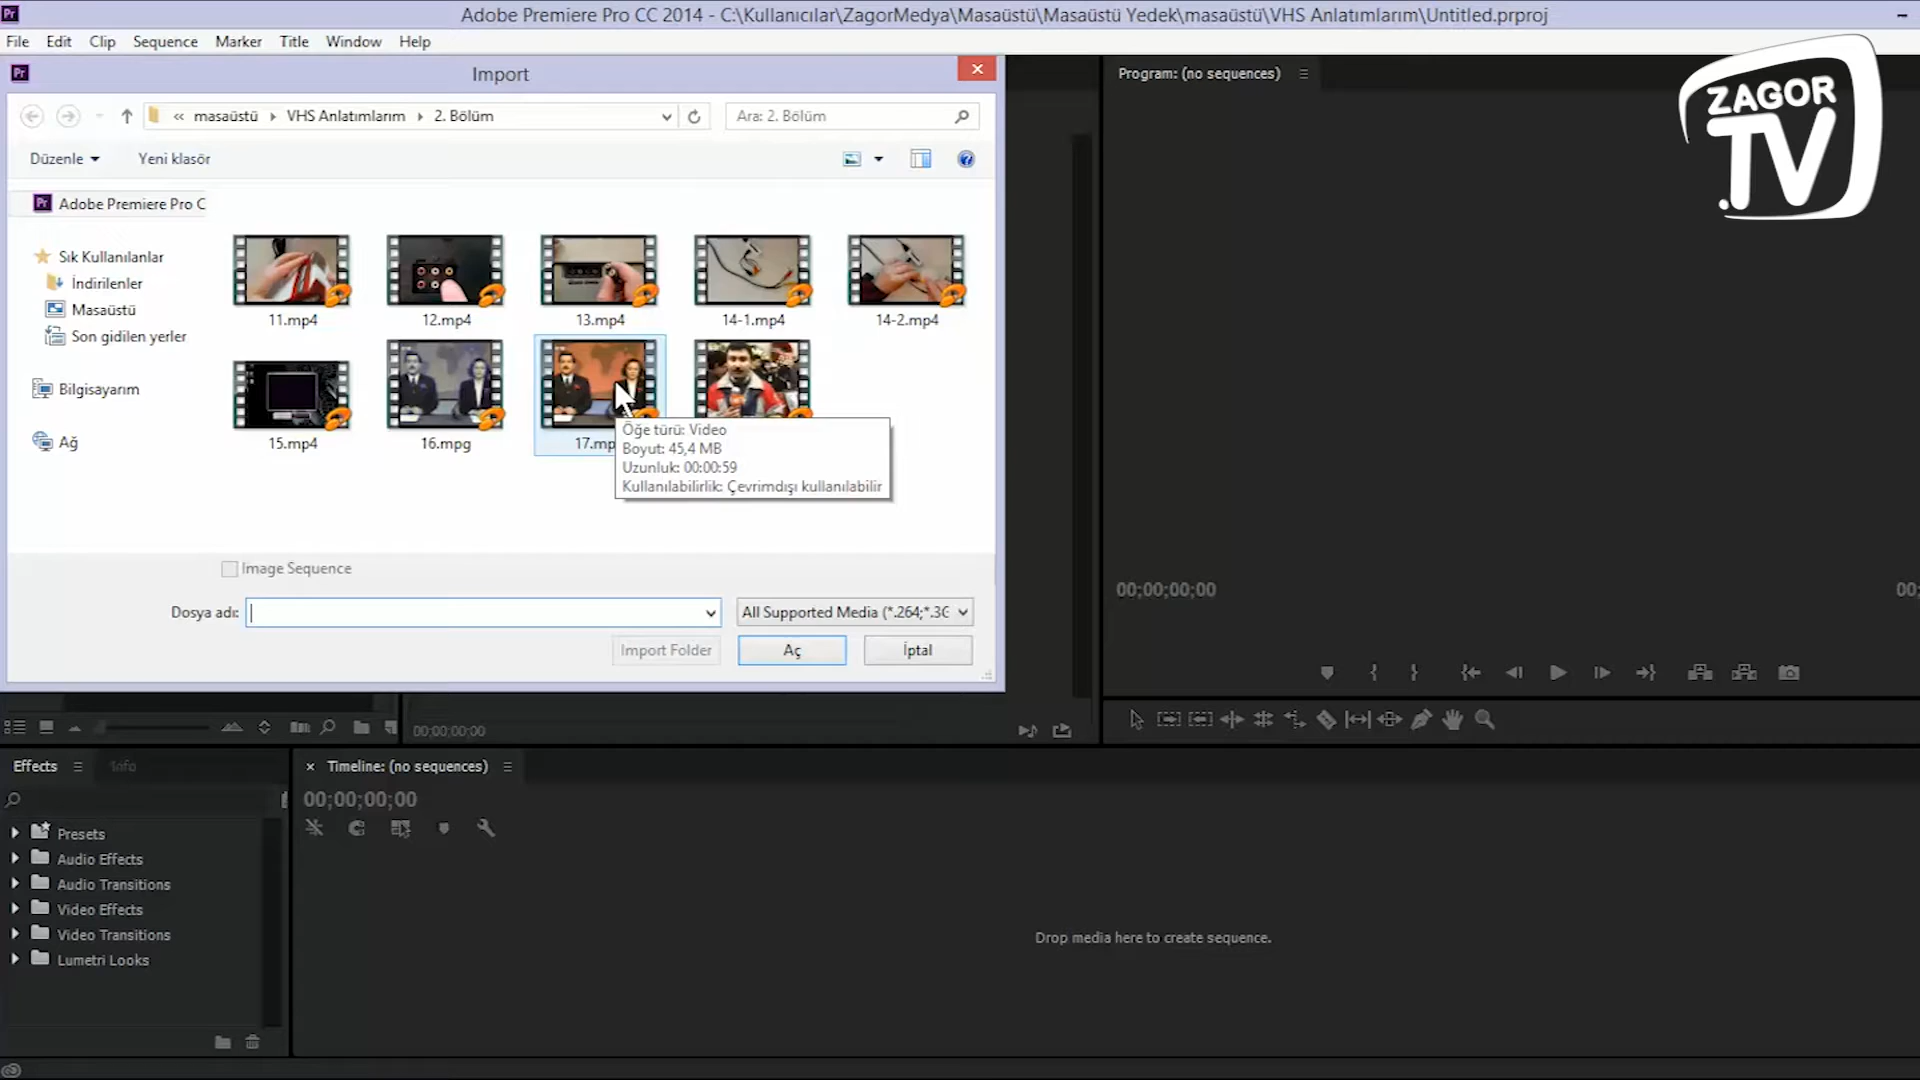 Adobe Premiere Pro CC 2014 - C:\Kullanıcılar\ZagorMedya\Masaüstü\Masaüstü Yedek\masaüstü\VHS Anlatımlarım\Untitled.prproj
File Edit Clip Sequence Marker Title Window Help
Import
Program: (no sequences)
ZAGOR
.TV
« masaüstü VHS Anlatımlarım 2. Bölüm
Ara: 2. Bölüm
Düzenle Yeni klasör
Adobe Premiere Pro C
Sık Kullanılanlar
İndirilenler
Masaüstü
Son gidilen yerler
Bilgisayarım
Ağ
11.mp4 12.mp4 13.mp4 14-1.mp4 14-2.mp4
15.mp4 16.mpg 17.mp
Öğe türü: Video
Boyut: 45,4 MB
Uzunluk: 00:00:59
Kullanılabilirlik: Çevrimdışı kullanılabilir
Image Sequence
Dosya adı:
All Supported Media (*.264;*.3G
Import Folder Aç İptal
00;00;00;00
00;
00;00;00;00
Effects Info
Timeline: (no sequences)
00;00;00;00
Presets
Audio Effects
Audio Transitions
Video Effects
Video Transitions
Lumetri Looks
Drop media here to create sequence.